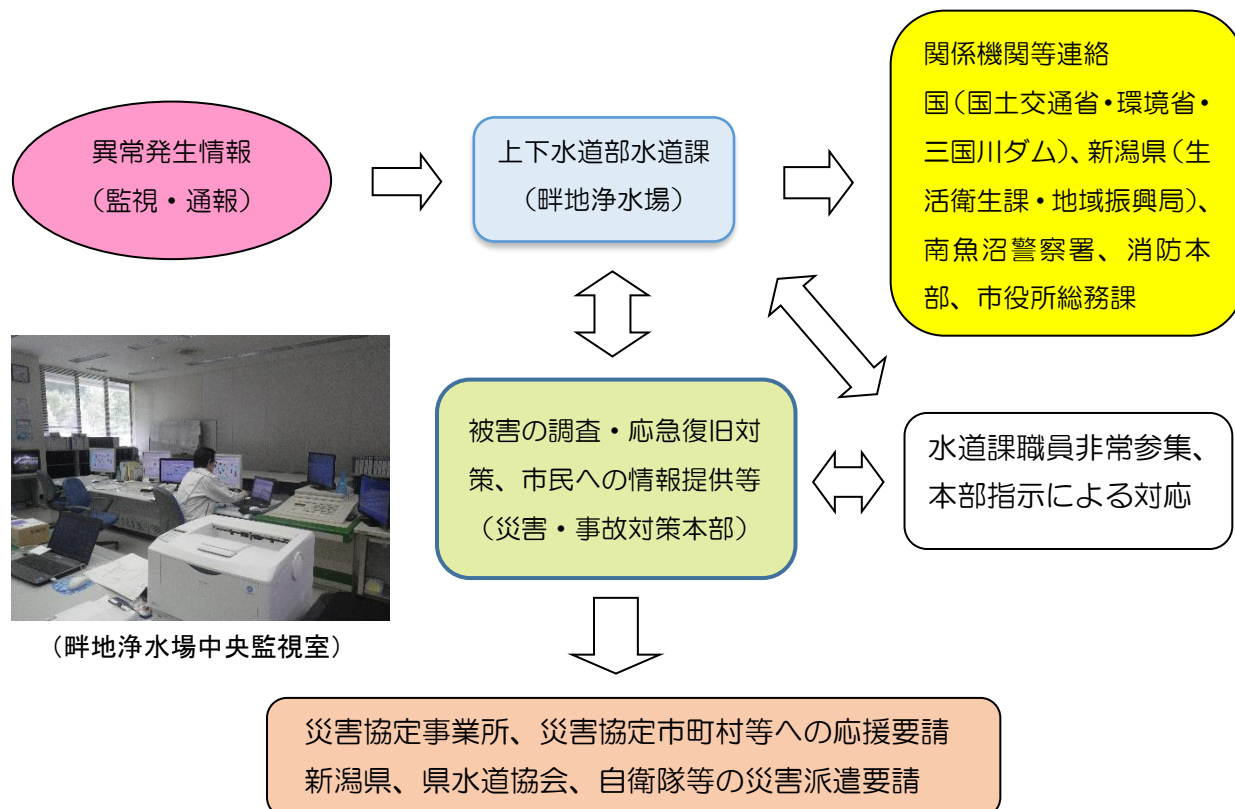 異常発生情報
（監視・通報）
上下水道部水道課
（畔地浄水場）
関係機関等連絡
国（国土交通省・環境省・
三国川ダム）、新潟県（生
活衛生課・地域振興局）、
南魚沼警察署、消防本
部、市役所総務課
被害の調査・応急復旧対
策、市民への情報提供等
（災害・事故対策本部）
水道課職員非常参集、
本部指示による対応
（畔地浄水場中央監視室）
災害協定事業所、災害協定市町村等への応援要請
新潟県、県水道協会、自衛隊等の災害派遣要請